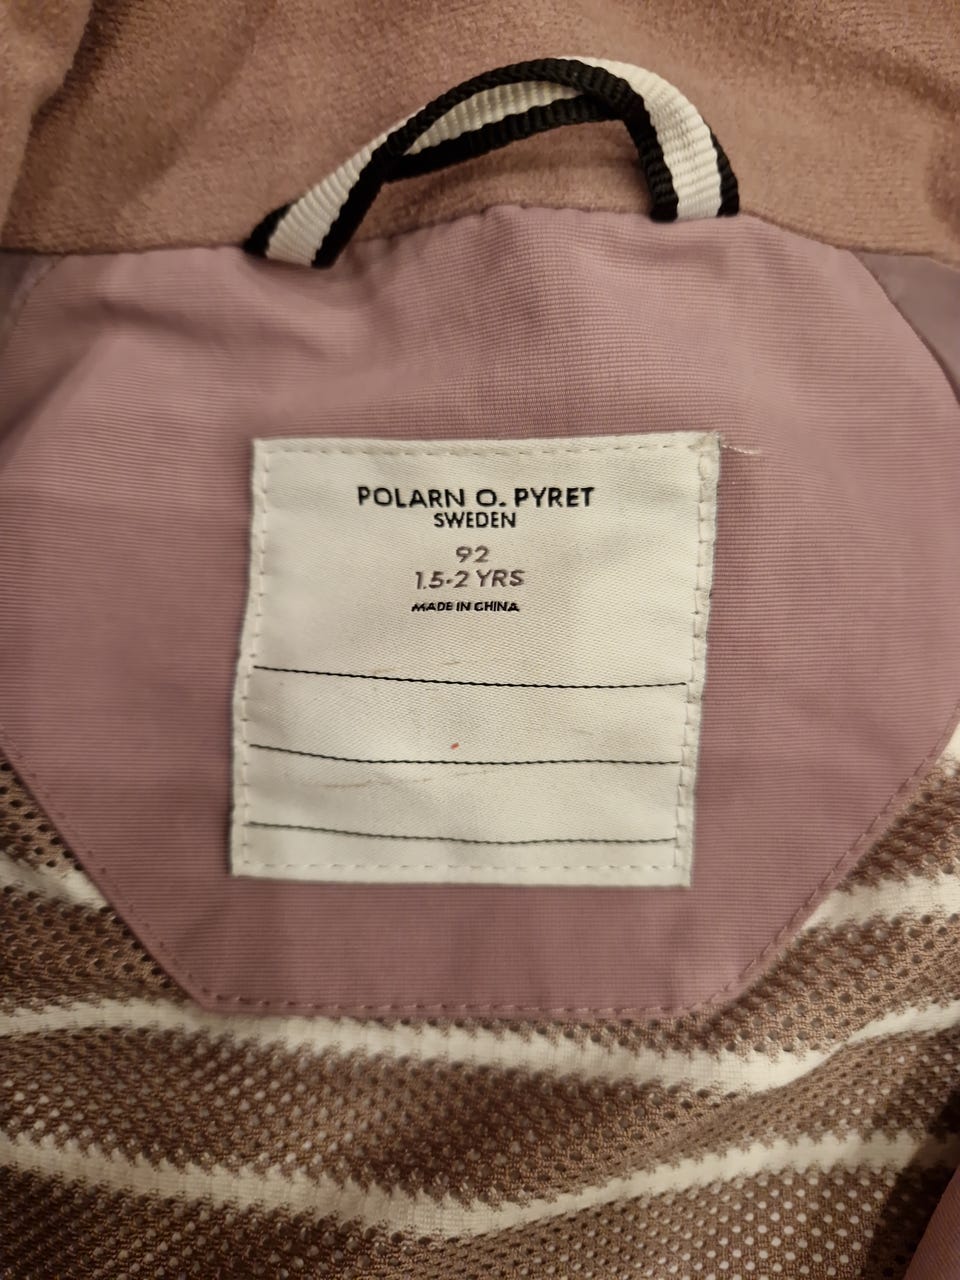 POLARN O. PYRET
SWEDEN
92
1.5-2 YRS
MADE IN CHINA